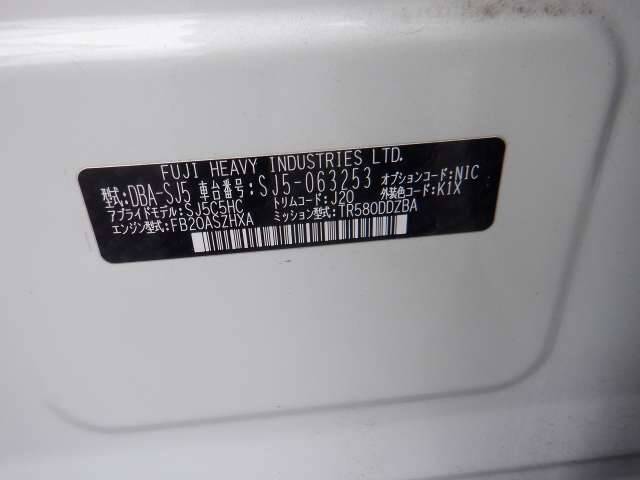 FUJI HEAVY INDUSTRIES LTD.
型式:DBA-SJ5 車台番号:SJ5-063253 オプションコード:N1C
アプライドモデル:SJ5C5HC トリムコード:J20 外装色コード:K1X
エンジン型式:FB20ASZHXA ミッション型式:TR580DDZBA